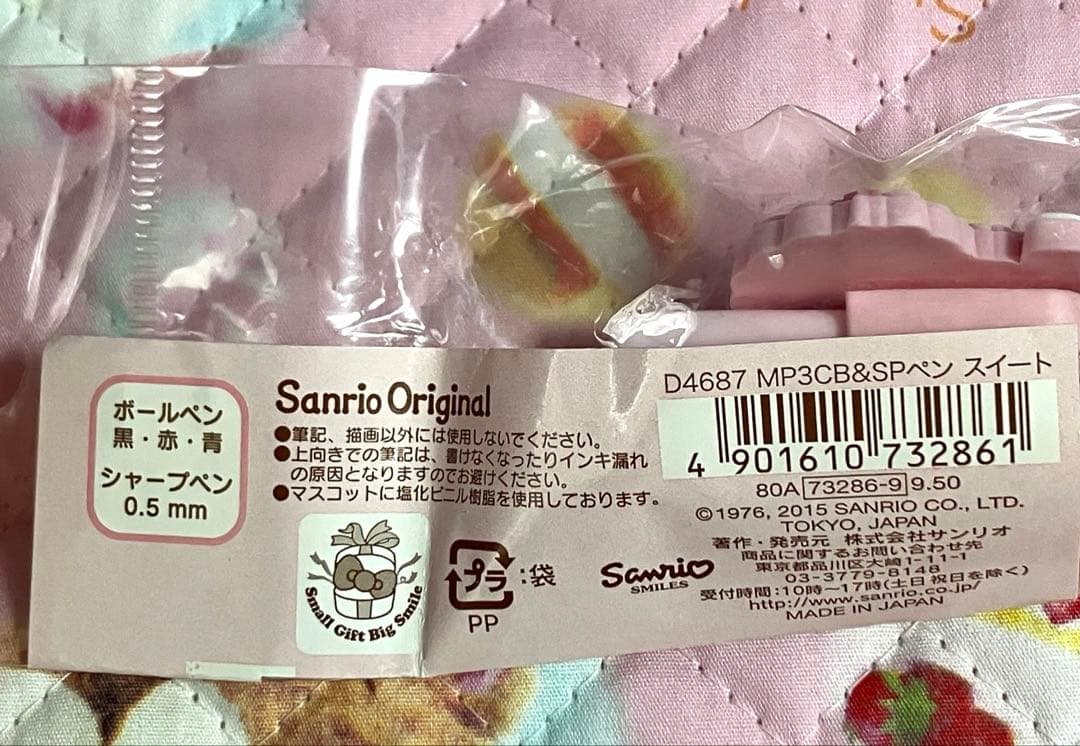 ボールペン
黒・赤・青
シャープペン
0.5 mm
Sanrio Original
●筆記、描画以外には使用しないでください。
●上向きでの筆記は、書けなくなったりインキ漏れ
の原因となりますのでお避けください。
●マスコットに塩化ビニル樹脂を使用しております。
Small Gift Big Smile
プラ
:袋
PP
Sanrio
SMILES
D4687 MP3CB&SPペン スイート
4 901610 732861
80A 73286-9 9.50
©1976, 2015 SANRIO CO., LTD.
TOKYO, JAPAN
著作・発売元 株式会社サンリオ
商品に関するお問い合わせ先
東京都品川区大崎1-11-1
03-3779-8148
受付時間:10時〜17時(土日祝日を除く)
http://www.sanrio.co.jp/
MADE IN JAPAN